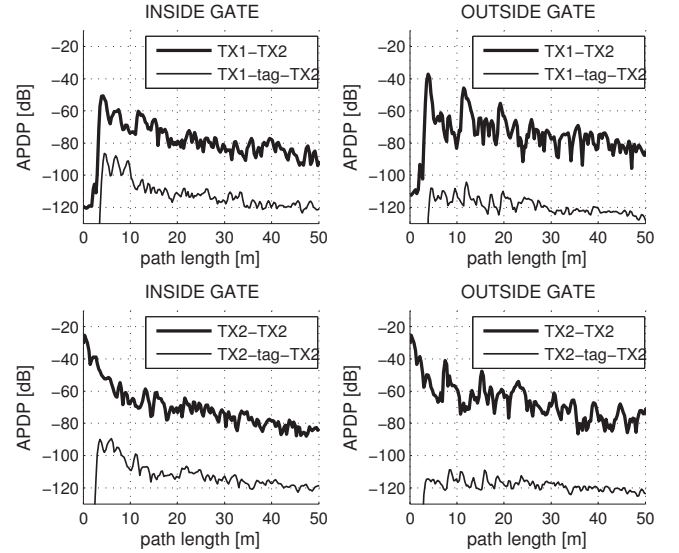 INSIDE GATE
−20
−40
−60
−80
−100
−120
APDP [dB]
TX1−TX2
TX1−tag−TX2
0 10 20 30 40 50
path length [m]
OUTSIDE GATE
−20
−40
−60
−80
−100
−120
APDP [dB]
TX1−TX2
TX1−tag−TX2
0 10 20 30 40 50
path length [m]
INSIDE GATE
−20
−40
−60
−80
−100
−120
APDP [dB]
TX2−TX2
TX2−tag−TX2
0 10 20 30 40 50
path length [m]
OUTSIDE GATE
−20
−40
−60
−80
−100
−120
APDP [dB]
TX2−TX2
TX2−tag−TX2
0 10 20 30 40 50
path length [m]